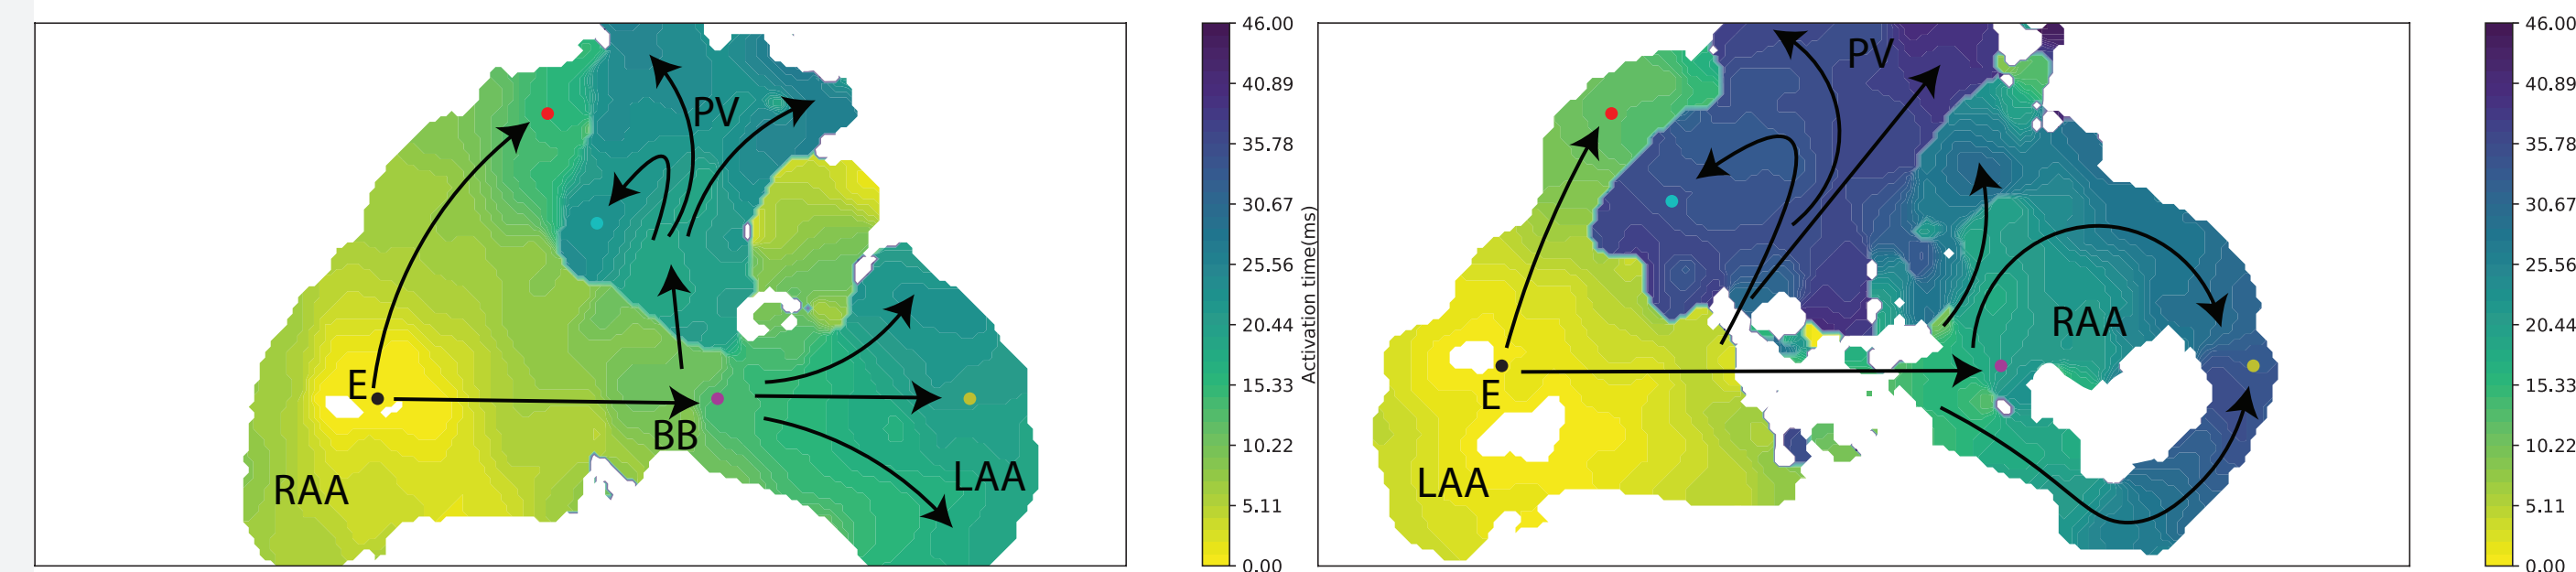 PV
E
BB
RAA
LAA
46.00
40.89
35.78
30.67
25.56
20.44
15.33
10.22
5.11
0.00
Activation time(ms)
PV
RAA
E
LAA
46.00
40.89
35.78
30.67
25.56
20.44
15.33
10.22
5.11
0.00